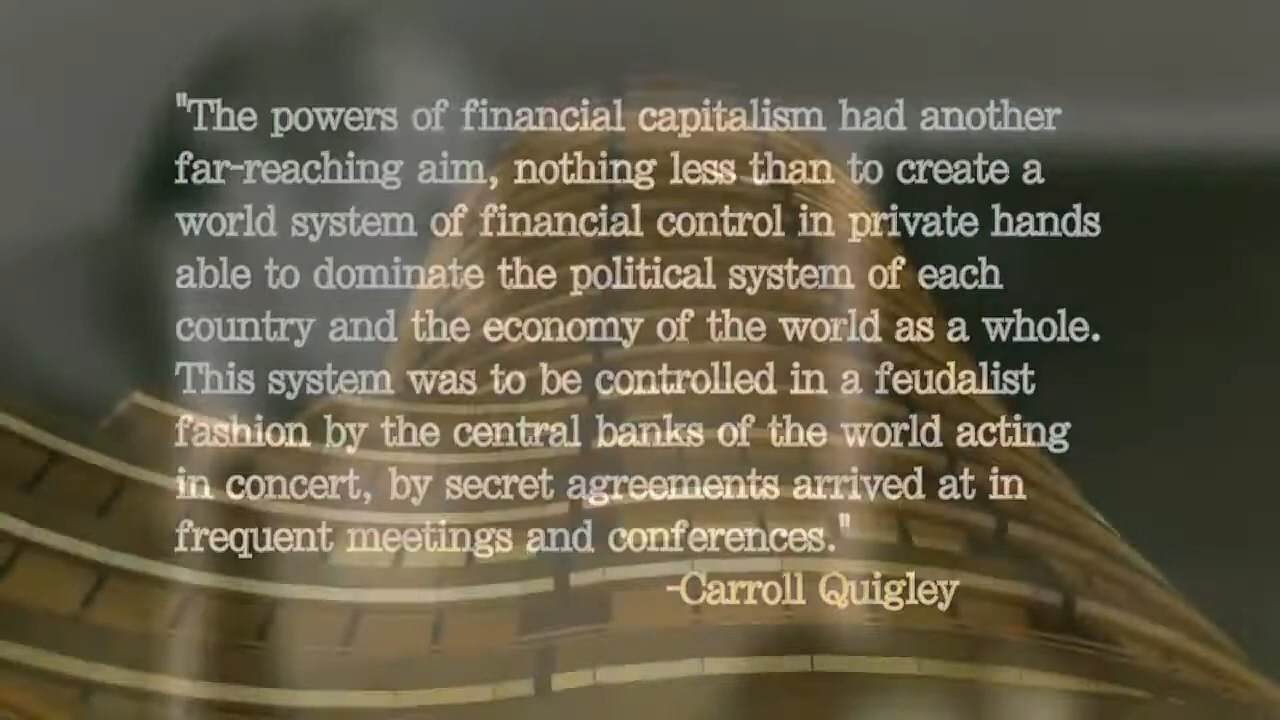 "The powers of financial capitalism had another
far-reaching aim, nothing less than to create a
world system of financial control in private hands
able to dominate the political system of each
country and the economy of the world as a whole.
This system was to be controlled in a feudalist
fashion by the central banks of the world acting
in concert, by secret agreements arrived at in
frequent meetings and conferences."
-Carroll Quigley